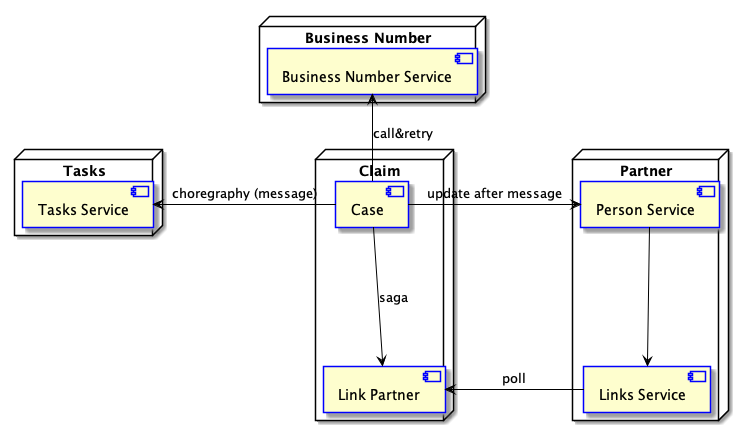 Business Number
Business Number Service
call&retry
Tasks
Claim
Partner
Tasks Service
choregraphy (message)
Case
update after message
Person Service
saga
Link Partner
poll
Links Service